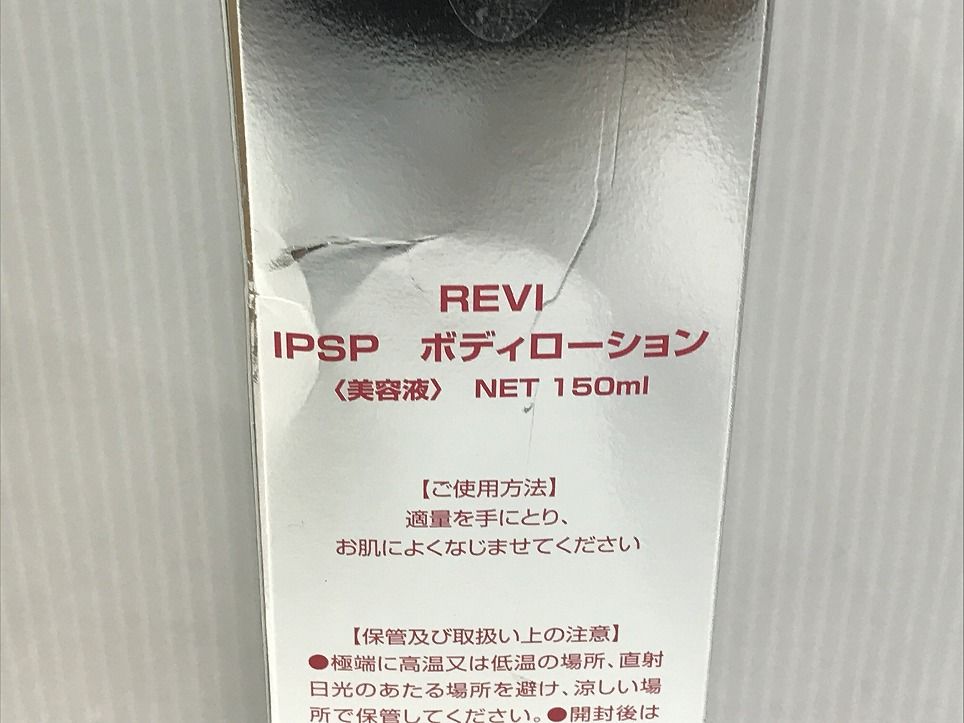 REVI
IPSP ボディローション
〈美容液〉 NET 150ml
【ご使用方法】
適量を手にとり、
お肌によくなじませてください
【保管及び取扱い上の注意】
●極端に高温又は低温の場所、直射
日光のあたる場所を避け、涼しい場
所で保管してください。●開封後は